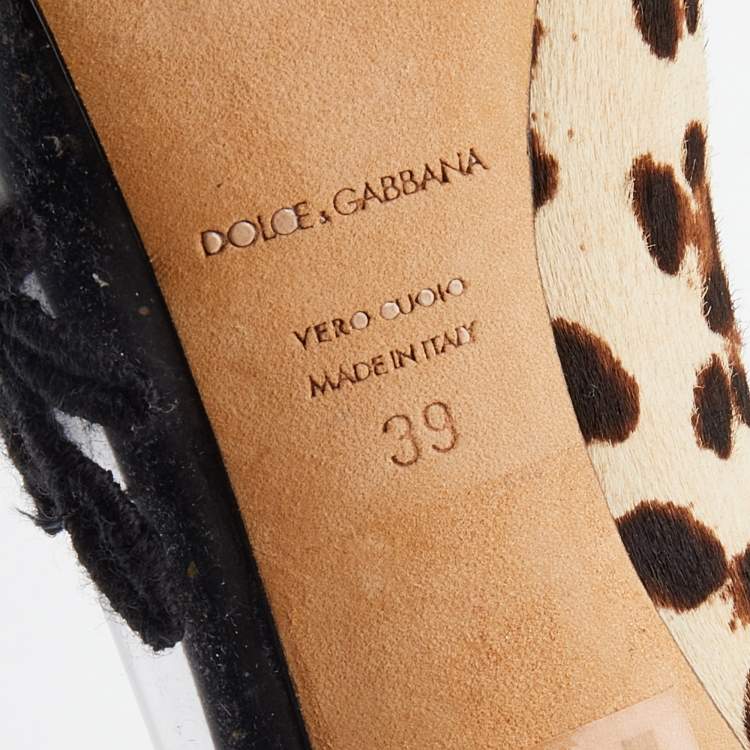 DOLCE & GABBANA
VERO CUOIO
MADE IN ITALY
39